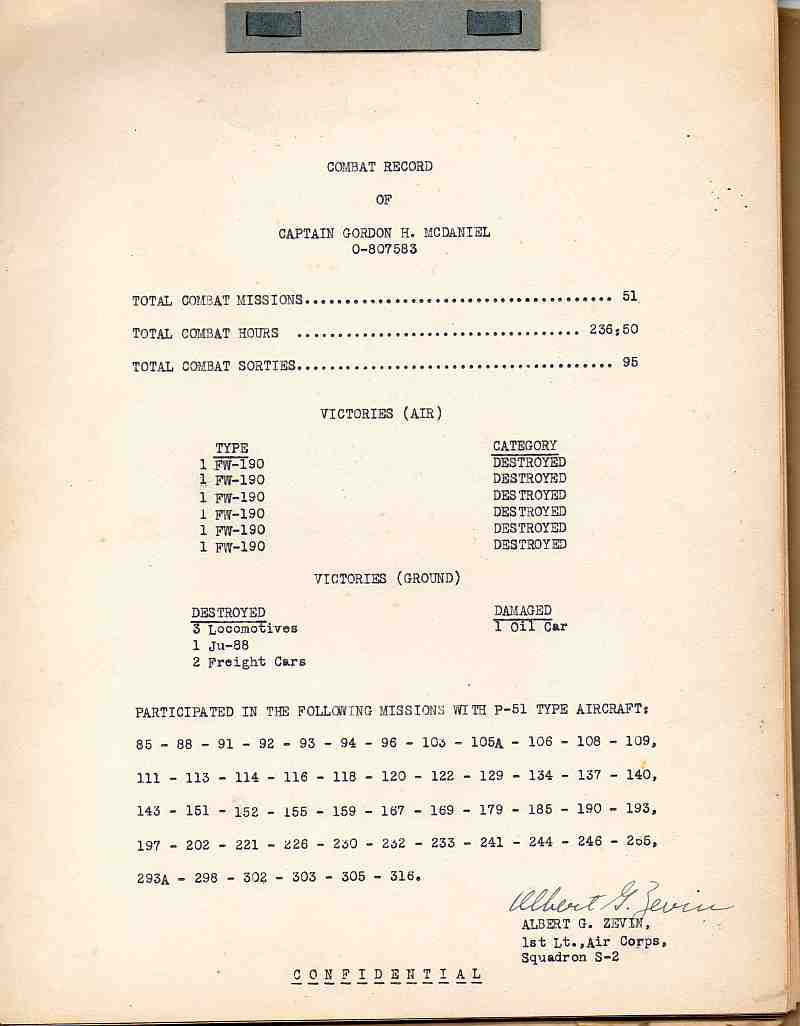 COMBAT RECORD
OF
CAPTAIN GORDON H. MCDANIEL
O-807583
TOTAL COMBAT MISSIONS...................................... 51
TOTAL COMBAT HOURS ................................... 236:50
TOTAL COMBAT SORTIES....................................... 95
VICTORIES (AIR)
TYPE CATEGORY
1 FW-190 DESTROYED
1 FW-190 DESTROYED
1 FW-190 DESTROYED
1 FW-190 DESTROYED
1 FW-190 DESTROYED
1 FW-190 DESTROYED
VICTORIES (GROUND)
DESTROYED DAMAGED
3 Locomotives 1 Oil Car
1 Ju-88
2 Freight Cars
PARTICIPATED IN THE FOLLOWING MISSIONS WITH P-51 TYPE AIRCRAFT:
85 - 88 - 91 - 92 - 93 - 94 - 96 - 103 - 105A - 106 - 108 - 109,
111 - 113 - 114 - 116 - 118 - 120 - 122 - 129 - 134 - 137 - 140,
143 - 151 - 152 - 155 - 159 - 167 - 169 - 179 - 185 - 190 - 193,
197 - 202 - 221 - 226 - 230 - 232 - 233 - 241 - 244 - 246 - 265,
293A - 298 - 302 - 303 - 305 - 316.
Albert G. Zevin
ALBERT G. ZEVIN,
1st Lt.,Air Corps,
Squadron S-2
CONFIDENTIAL